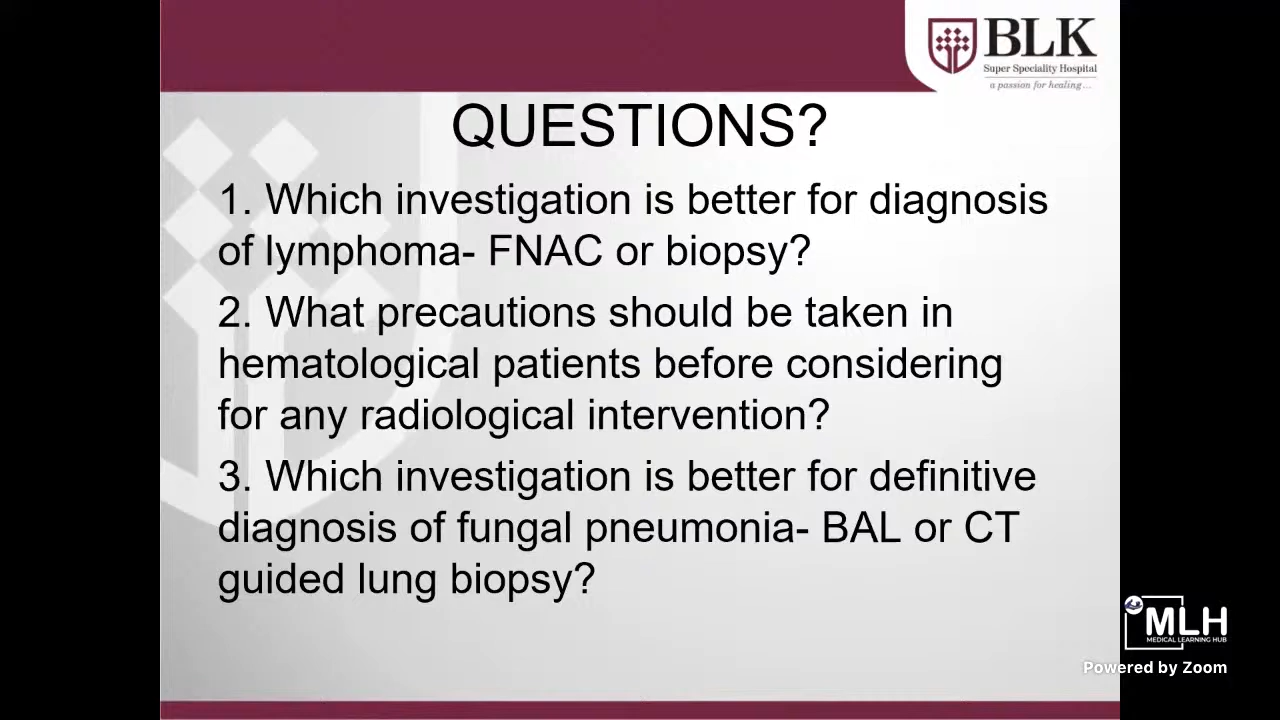 BLK
Super Speciality Hospital
a passion for healing...
QUESTIONS?
1. Which investigation is better for diagnosis
of lymphoma- FNAC or biopsy?
2. What precautions should be taken in
hematological patients before considering
for any radiological intervention?
3. Which investigation is better for definitive
diagnosis of fungal pneumonia- BAL or CT
guided lung biopsy?
MLH
MEDICAL LEARNING HUB
Powered by Zoom